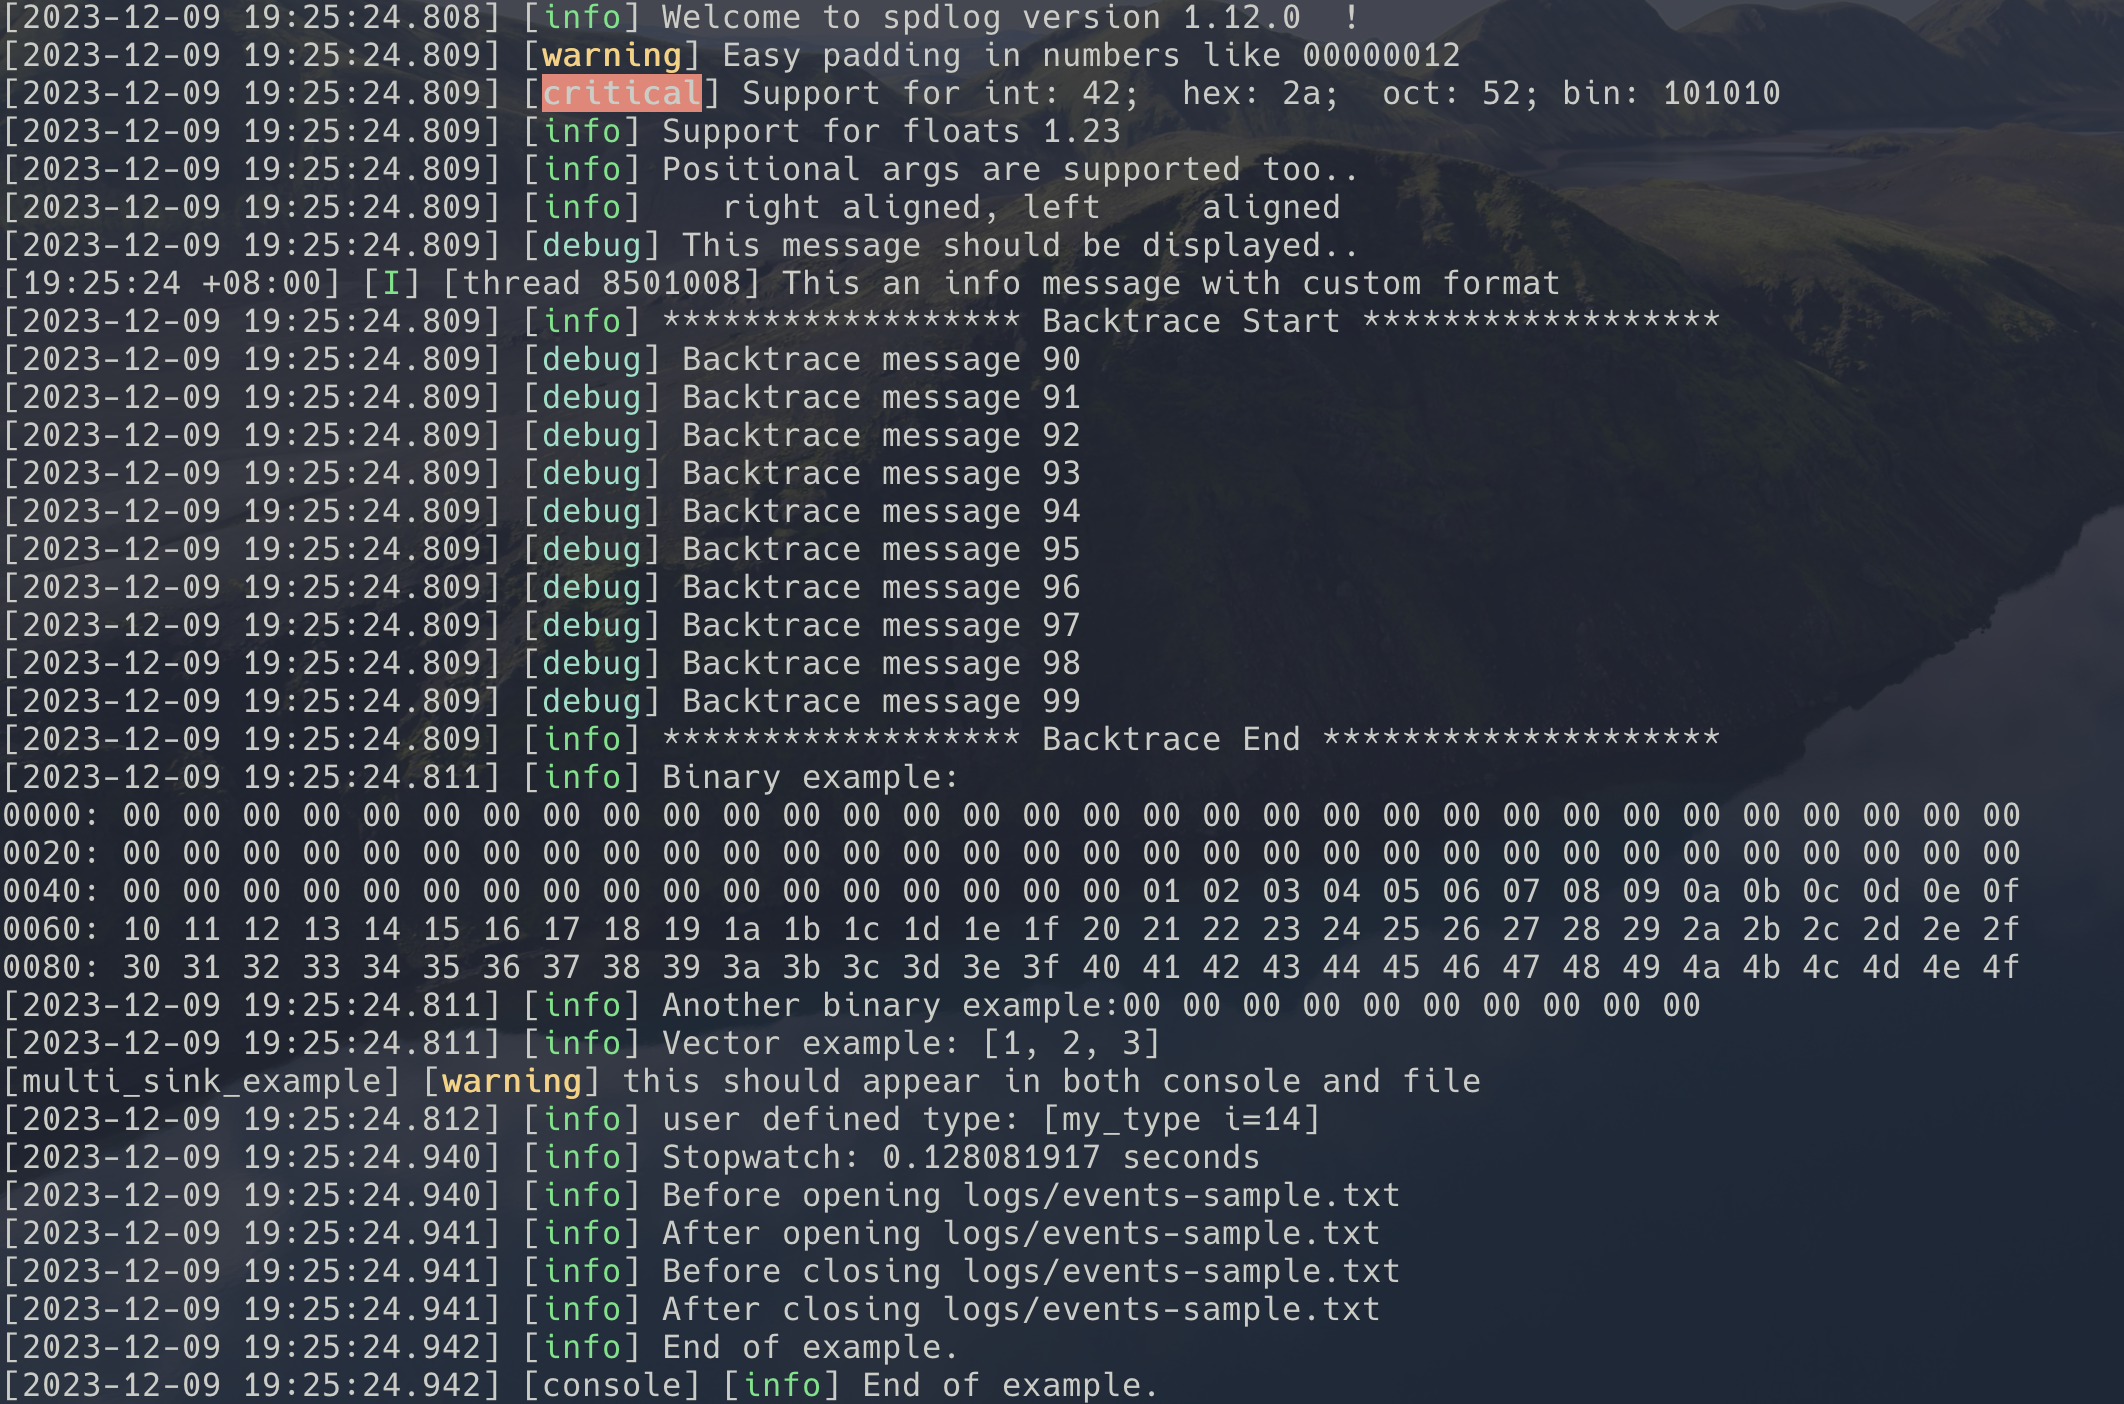 [2023-12-09 19:25:24.808] [info] Welcome to spdlog version 1.12.0  !
[2023-12-09 19:25:24.809] [warning] Easy padding in numbers like 00000012
[2023-12-09 19:25:24.809] [critical] Support for int: 42;  hex: 2a;  oct: 52; bin: 101010
[2023-12-09 19:25:24.809] [info] Support for floats 1.23
[2023-12-09 19:25:24.809] [info] Positional args are supported too..
[2023-12-09 19:25:24.809] [info]    right aligned, left     aligned
[2023-12-09 19:25:24.809] [debug] This message should be displayed..
[19:25:24 +08:00] [I] [thread 8501008] This an info message with custom format
[2023-12-09 19:25:24.809] [info] ****************** Backtrace Start ******************
[2023-12-09 19:25:24.809] [debug] Backtrace message 90
[2023-12-09 19:25:24.809] [debug] Backtrace message 91
[2023-12-09 19:25:24.809] [debug] Backtrace message 92
[2023-12-09 19:25:24.809] [debug] Backtrace message 93
[2023-12-09 19:25:24.809] [debug] Backtrace message 94
[2023-12-09 19:25:24.809] [debug] Backtrace message 95
[2023-12-09 19:25:24.809] [debug] Backtrace message 96
[2023-12-09 19:25:24.809] [debug] Backtrace message 97
[2023-12-09 19:25:24.809] [debug] Backtrace message 98
[2023-12-09 19:25:24.809] [debug] Backtrace message 99
[2023-12-09 19:25:24.809] [info] ****************** Backtrace End ********************
[2023-12-09 19:25:24.811] [info] Binary example:
0000: 00 00 00 00 00 00 00 00 00 00 00 00 00 00 00 00 00 00 00 00 00 00 00 00 00 00 00 00 00 00 00 00
0020: 00 00 00 00 00 00 00 00 00 00 00 00 00 00 00 00 00 00 00 00 00 00 00 00 00 00 00 00 00 00 00 00
0040: 00 00 00 00 00 00 00 00 00 00 00 00 00 00 00 00 00 01 02 03 04 05 06 07 08 09 0a 0b 0c 0d 0e 0f
0060: 10 11 12 13 14 15 16 17 18 19 1a 1b 1c 1d 1e 1f 20 21 22 23 24 25 26 27 28 29 2a 2b 2c 2d 2e 2f
0080: 30 31 32 33 34 35 36 37 38 39 3a 3b 3c 3d 3e 3f 40 41 42 43 44 45 46 47 48 49 4a 4b 4c 4d 4e 4f
[2023-12-09 19:25:24.811] [info] Another binary example:00 00 00 00 00 00 00 00 00 00
[2023-12-09 19:25:24.811] [info] Vector example: [1, 2, 3]
[multi_sink_example] [warning] this should appear in both console and file
[2023-12-09 19:25:24.812] [info] user defined type: [my_type i=14]
[2023-12-09 19:25:24.940] [info] Stopwatch: 0.128081917 seconds
[2023-12-09 19:25:24.940] [info] Before opening logs/events-sample.txt
[2023-12-09 19:25:24.941] [info] After opening logs/events-sample.txt
[2023-12-09 19:25:24.941] [info] Before closing logs/events-sample.txt
[2023-12-09 19:25:24.941] [info] After closing logs/events-sample.txt
[2023-12-09 19:25:24.942] [info] End of example.
[2023-12-09 19:25:24.942] [console] [info] End of example.